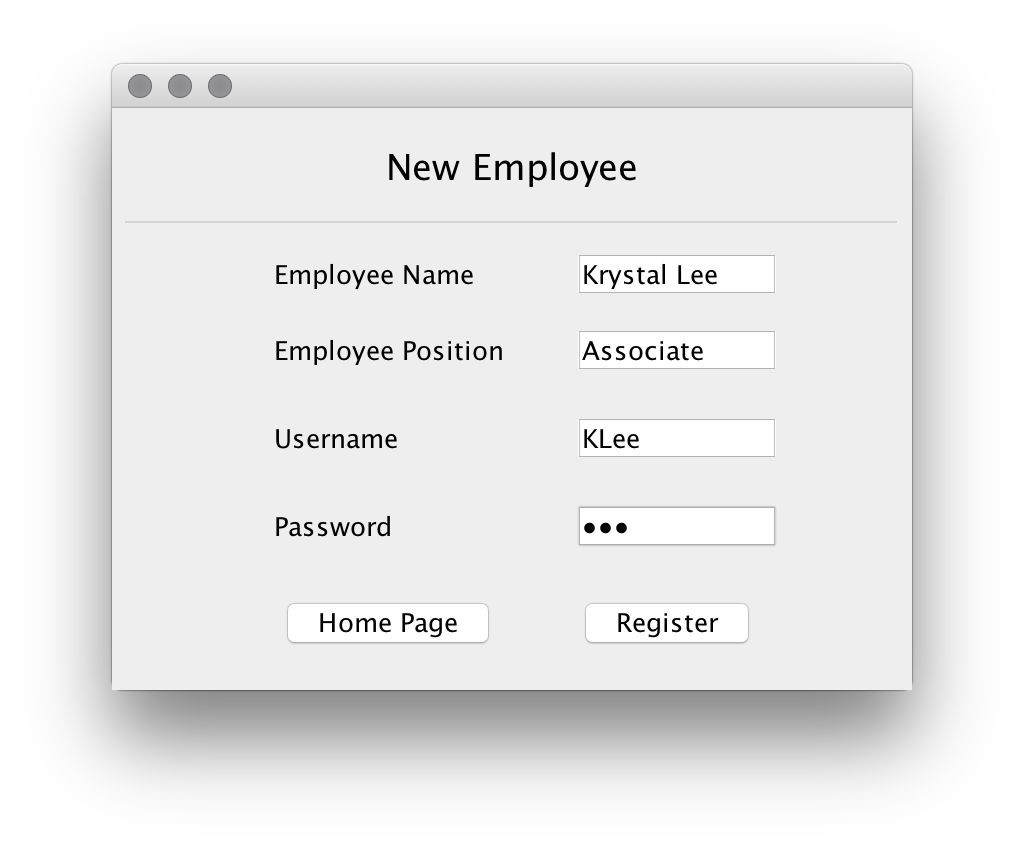 New Employee
Employee Name Krystal Lee
Employee Position Associate
Username KLee
Password •••
Home Page Register